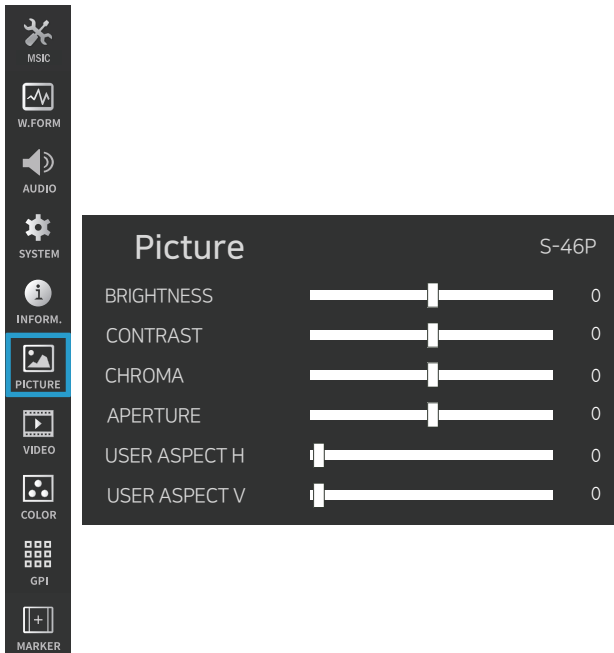 MSIC
W.FORM
AUDIO
SYSTEM
i
INFORM.
PICTURE
VIDEO
COLOR
GPI
MARKER
Picture S-46P
BRIGHTNESS 0
CONTRAST 0
CHROMA 0
APERTURE 0
USER ASPECT H 0
USER ASPECT V 0